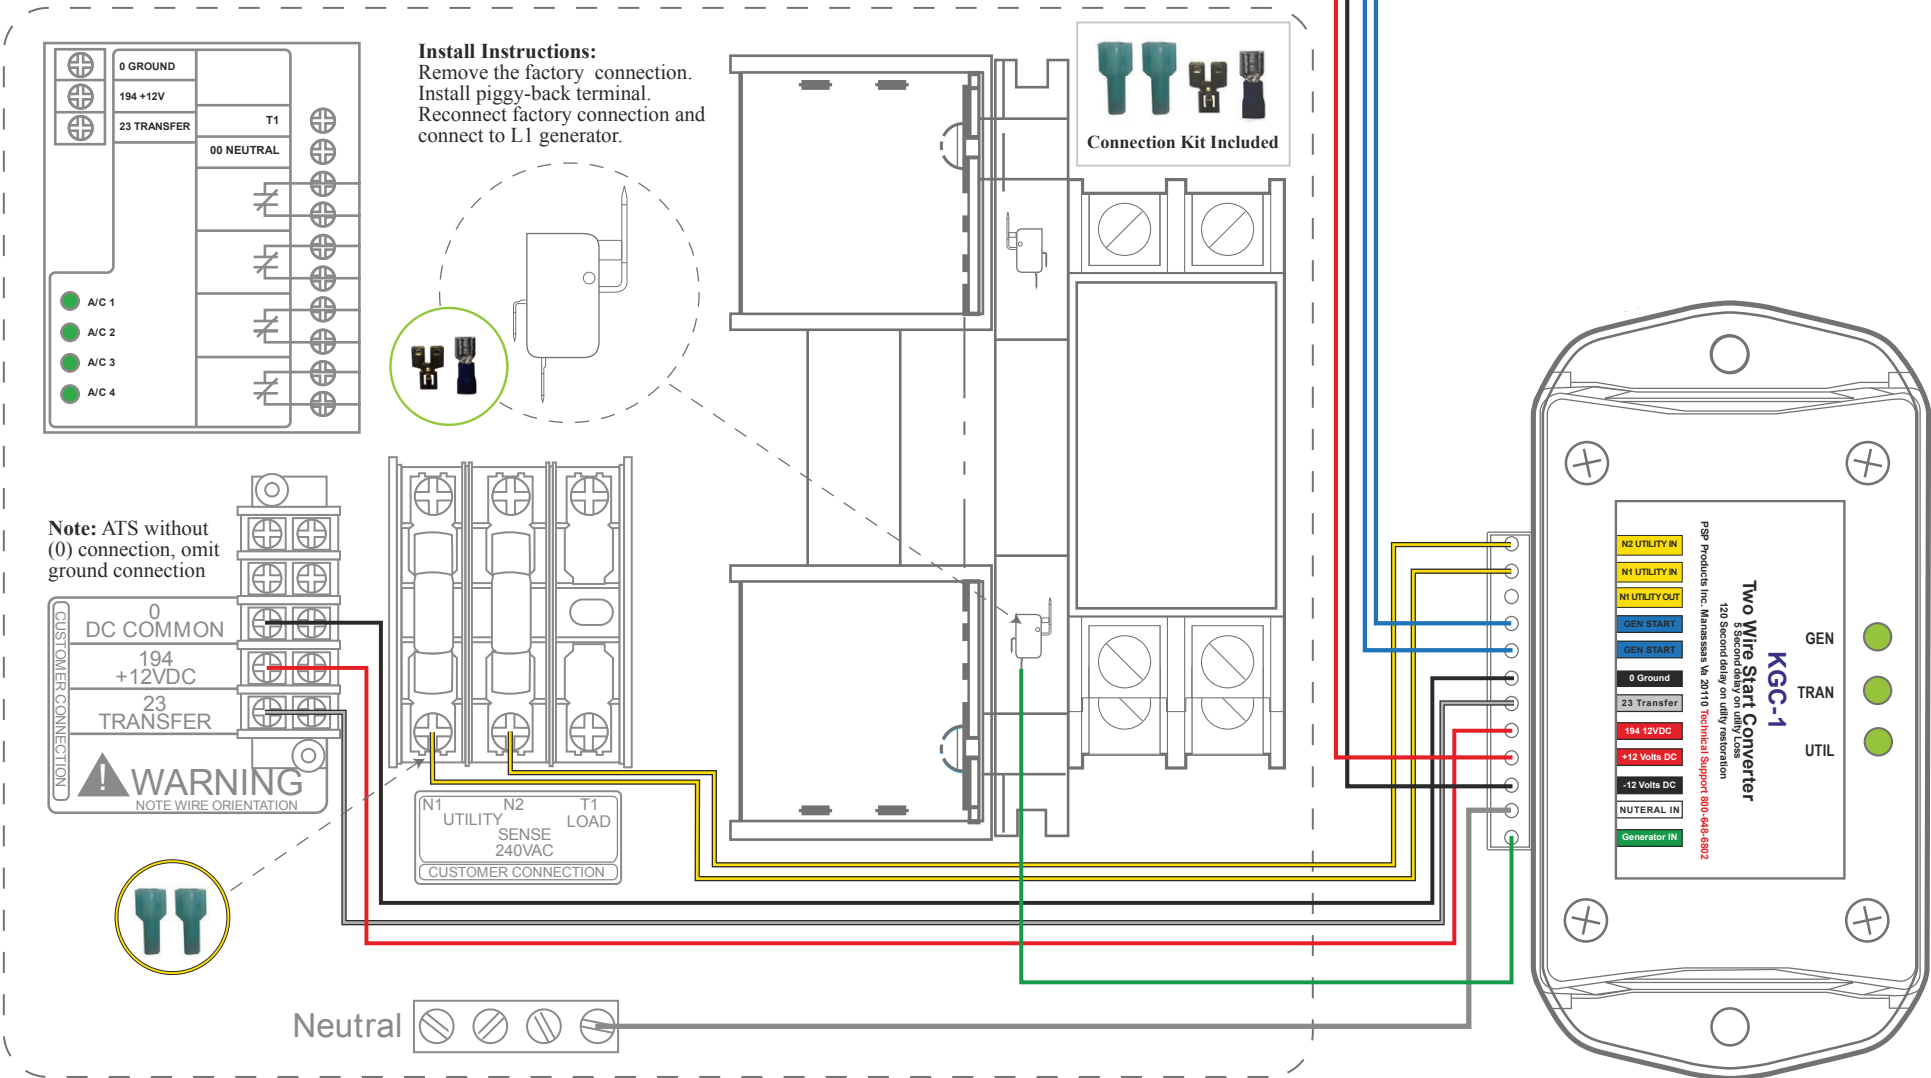 Install Instructions:
Remove the factory connection.
Install piggy-back terminal.
Reconnect factory connection and
connect to L1 generator.
Connection Kit Included
0 GROUND
194 +12V
23 TRANSFER
T1
00 NEUTRAL
A/C 1
A/C 2
A/C 3
A/C 4
Note: ATS without
(0) connection, omit
ground connection
CUSTOMER CONNECTION
0
DC COMMON
194
+12VDC
23
TRANSFER
! WARNING
NOTE WIRE ORIENTATION
N1 N2 T1
UTILITY LOAD
SENSE
240VAC
CUSTOMER CONNECTION
Neutral
N2 UTILITY IN
N1 UTILITY IN
N1 UTILITY OUT
GEN START
GEN START
0 Ground
23 Transfer
194 12VDC
+12 Volts DC
-12 Volts DC
NUTERAL IN
Generator IN
KGC-1
Two Wire Start Converter
5 Second delay on utility Loss
120 Second delay on utility restoration
PSP Products Inc. Manasssas Va 20110 Technical Support 800-648-6802
GEN
TRAN
UTIL